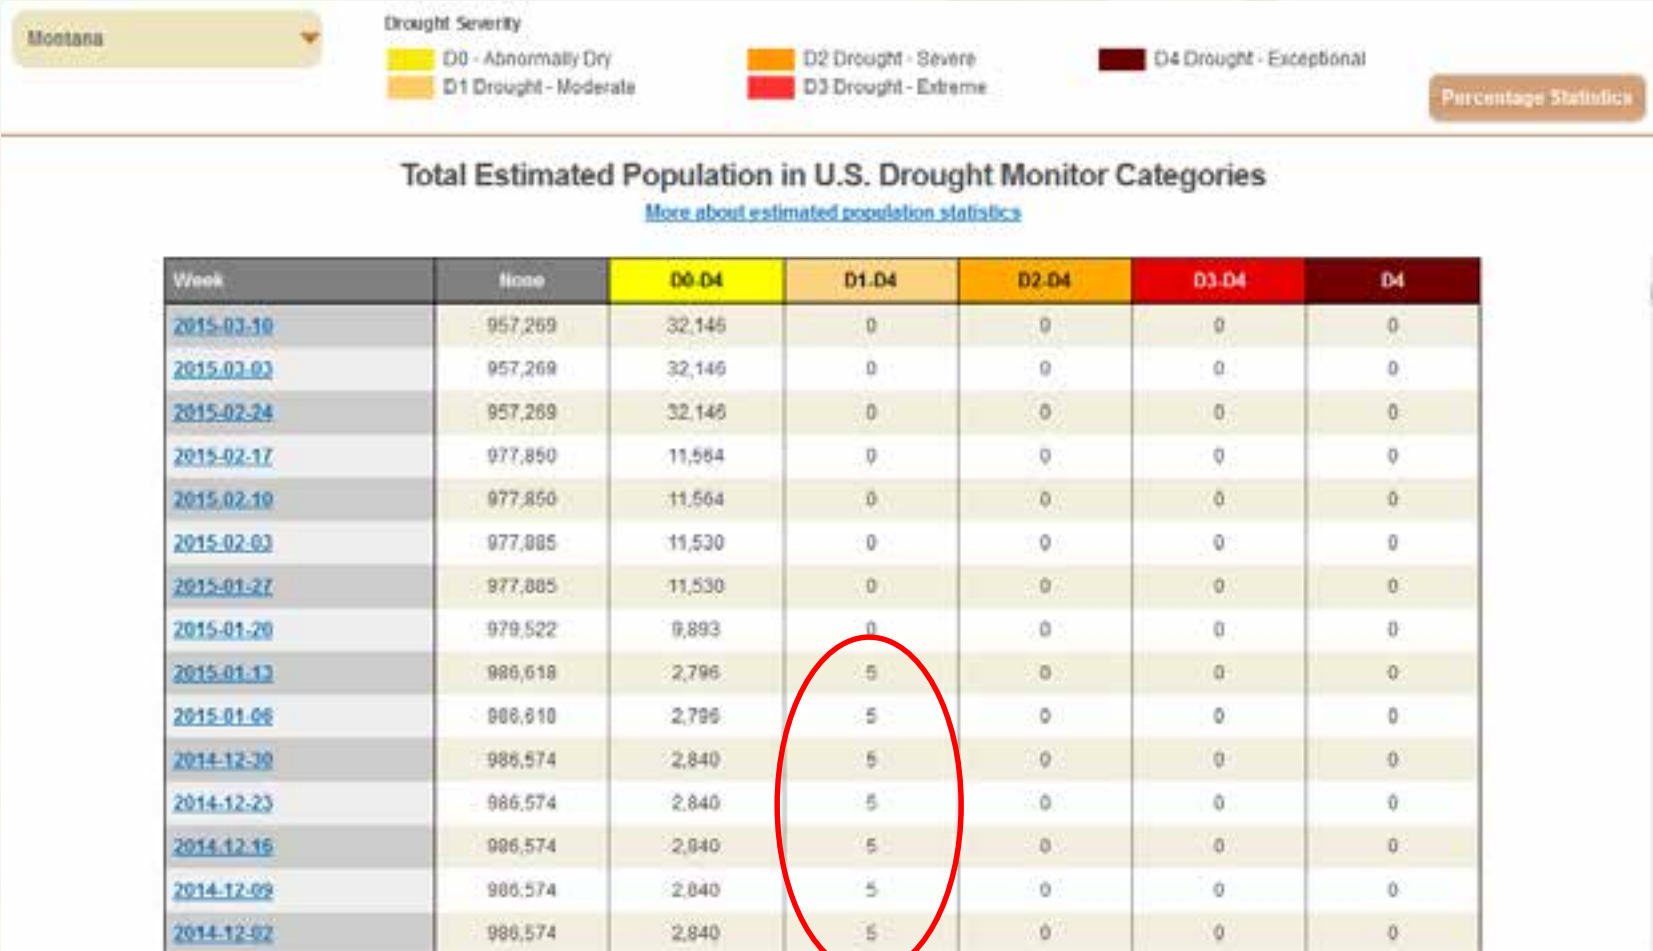 Montana
Drought Severity
D0 - Abnormally Dry
D2 Drought - Severe
D4 Drought - Exceptional
D1 Drought - Moderate
D3 Drought - Extreme
Percentage Statistics
Total Estimated Population in U.S. Drought Monitor Categories
More about estimated population statistics
Week None D0-D4 D1-D4 D2-D4 D3-D4 D4
2015-03-10 957,269 32,146 0 0 0 0
2015-03-03 957,269 32,146 0 0 0 0
2015-02-24 957,269 32,146 0 0 0 0
2015-02-17 977,850 11,564 0 0 0 0
2015-02-10 977,850 11,564 0 0 0 0
2015-02-03 977,885 11,530 0 0 0 0
2015-01-27 977,885 11,530 0 0 0 0
2015-01-20 979,522 9,893 0 0 0 0
2015-01-13 986,618 2,796 5 0 0 0
2015-01-06 986,618 2,796 5 0 0 0
2014-12-30 986,574 2,840 5 0 0 0
2014-12-23 986,574 2,840 5 0 0 0
2014-12-16 986,574 2,840 5 0 0 0
2014-12-09 986,574 2,840 5 0 0 0
2014-12-02 986,574 2,840 5 0 0 0